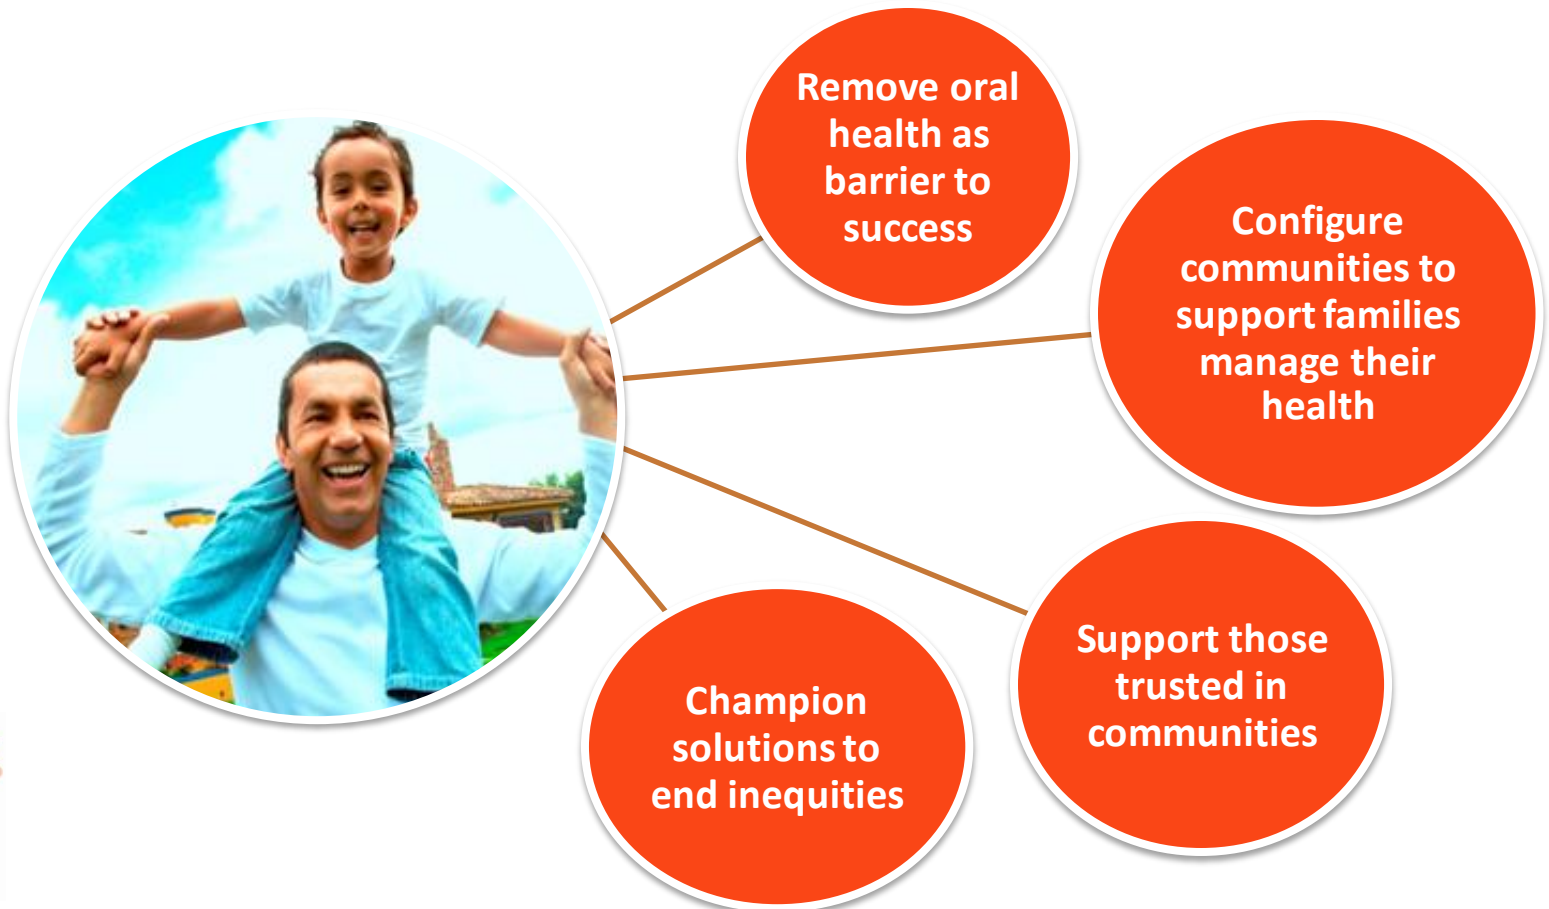 Remove oral
health as
barrier to
success
Configure
communities to
support families
manage their
health
Support those
trusted in
communities
Champion
solutions to
end inequities